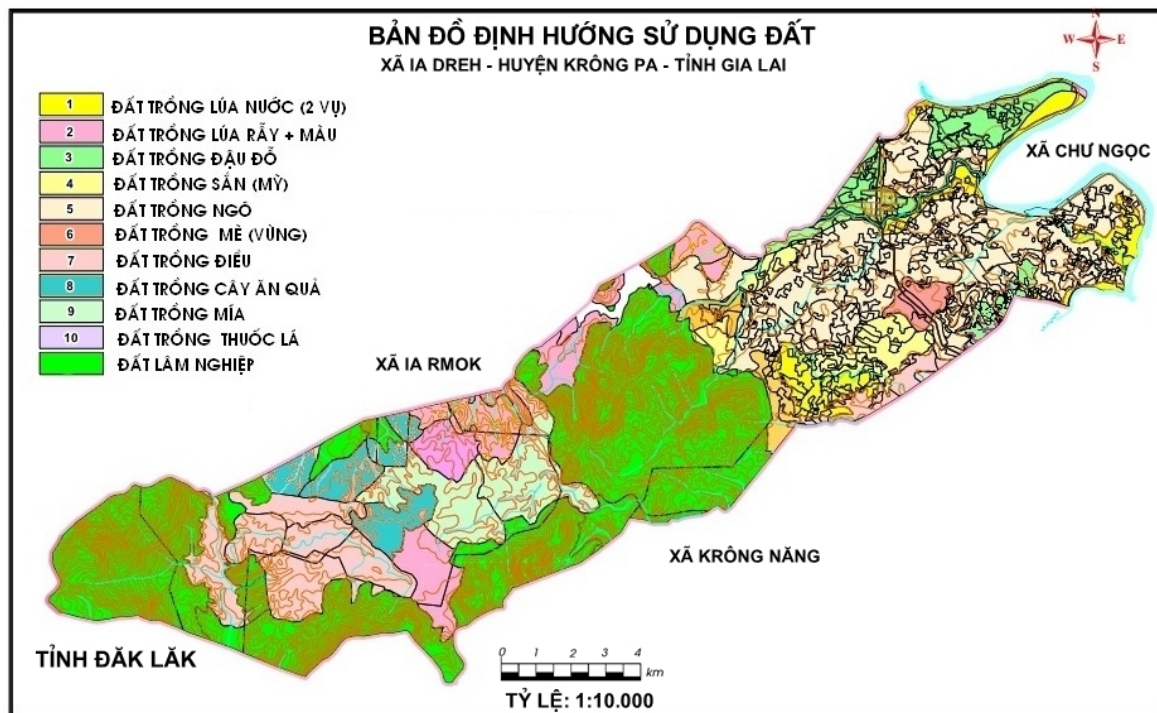 BẢN ĐỒ ĐỊNH HƯỚNG SỬ DỤNG ĐẤT
XÃ IA DREH - HUYỆN KRÔNG PA - TỈNH GIA LAI
N
W E
S
1 ĐẤT TRỒNG LÚA NƯỚC (2 VỤ)
2 ĐẤT TRỒNG LÚA RẪY + MÀU
3 ĐẤT TRỒNG ĐẬU ĐỖ
4 ĐẤT TRỒNG SẮN (MỲ)
5 ĐẤT TRỒNG NGÔ
6 ĐẤT TRỒNG MÈ (VỪNG)
7 ĐẤT TRỒNG ĐIỀU
8 ĐẤT TRỒNG CÂY ĂN QUẢ
9 ĐẤT TRỒNG MÍA
10 ĐẤT TRỒNG THUỐC LÁ
ĐẤT LÂM NGHIỆP
XÃ CHƯ NGỌC
XÃ IA RMOK
XÃ KRÔNG NĂNG
TỈNH ĐĂK LĂK
0 1 2 3 4
km
TỶ LỆ: 1:10.000